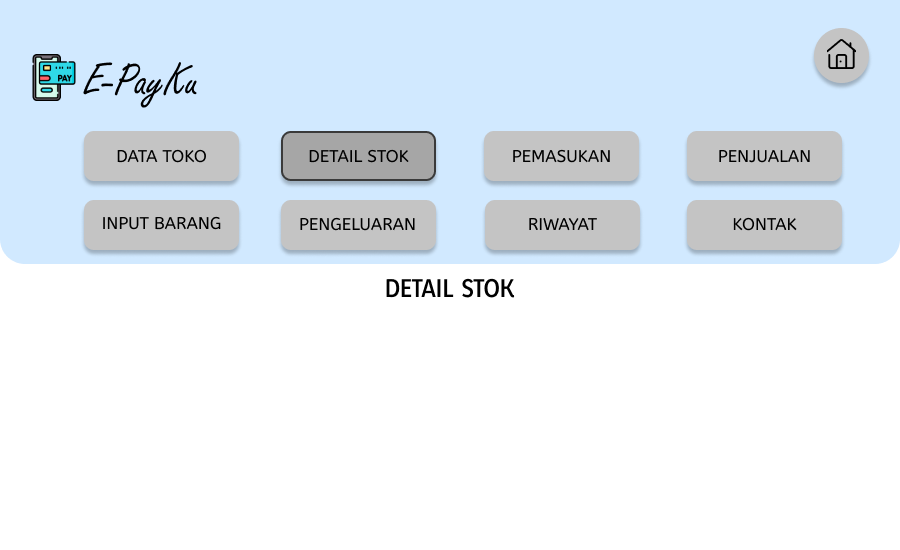 PAY
E-PayKu
DATA TOKO
DETAIL STOK
PEMASUKAN
PENJUALAN
INPUT BARANG
PENGELUARAN
RIWAYAT
KONTAK
DETAIL STOK